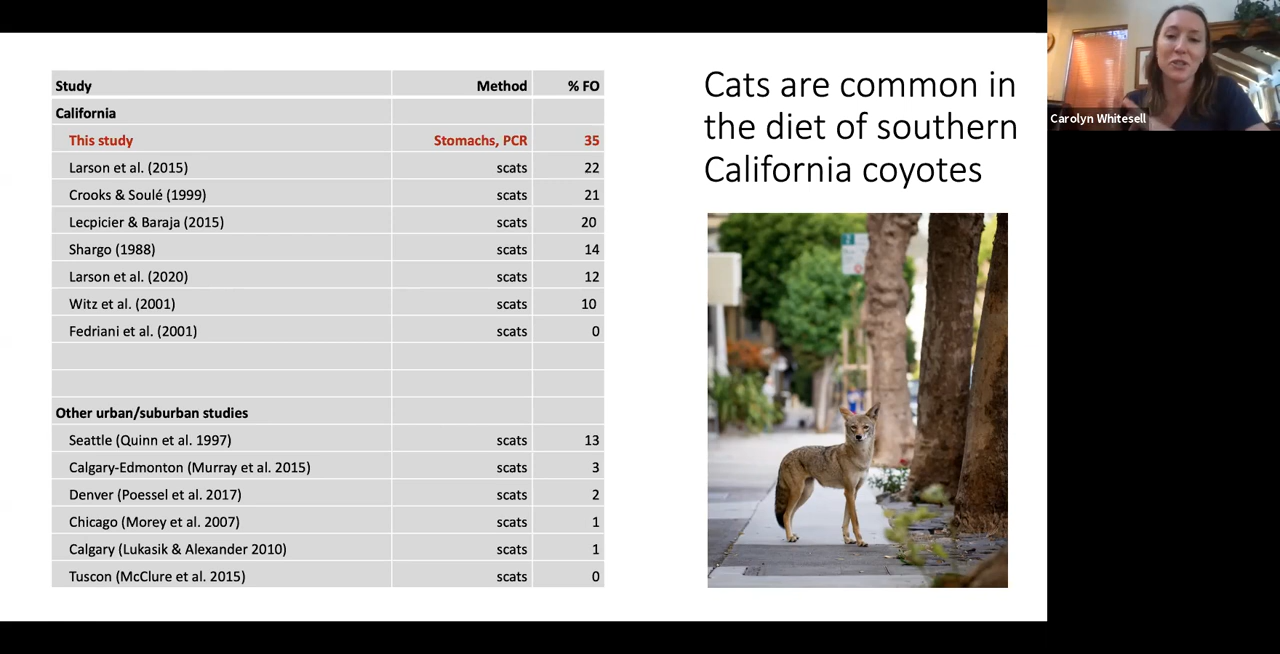 Study Method % FO
California
This study Stomachs, PCR 35
Larson et al. (2015) scats 22
Crooks & Soulé (1999) scats 21
Lecpicier & Baraja (2015) scats 20
Shargo (1988) scats 14
Larson et al. (2020) scats 12
Witz et al. (2001) scats 10
Fedriani et al. (2001) scats 0
Other urban/suburban studies
Seattle (Quinn et al. 1997) scats 13
Calgary-Edmonton (Murray et al. 2015) scats 3
Denver (Poessel et al. 2017) scats 2
Chicago (Morey et al. 2007) scats 1
Calgary (Lukasik & Alexander 2010) scats 1
Tuscon (McClure et al. 2015) scats 0
Cats are common in
the diet of southern
California coyotes
Carolyn Whitesell